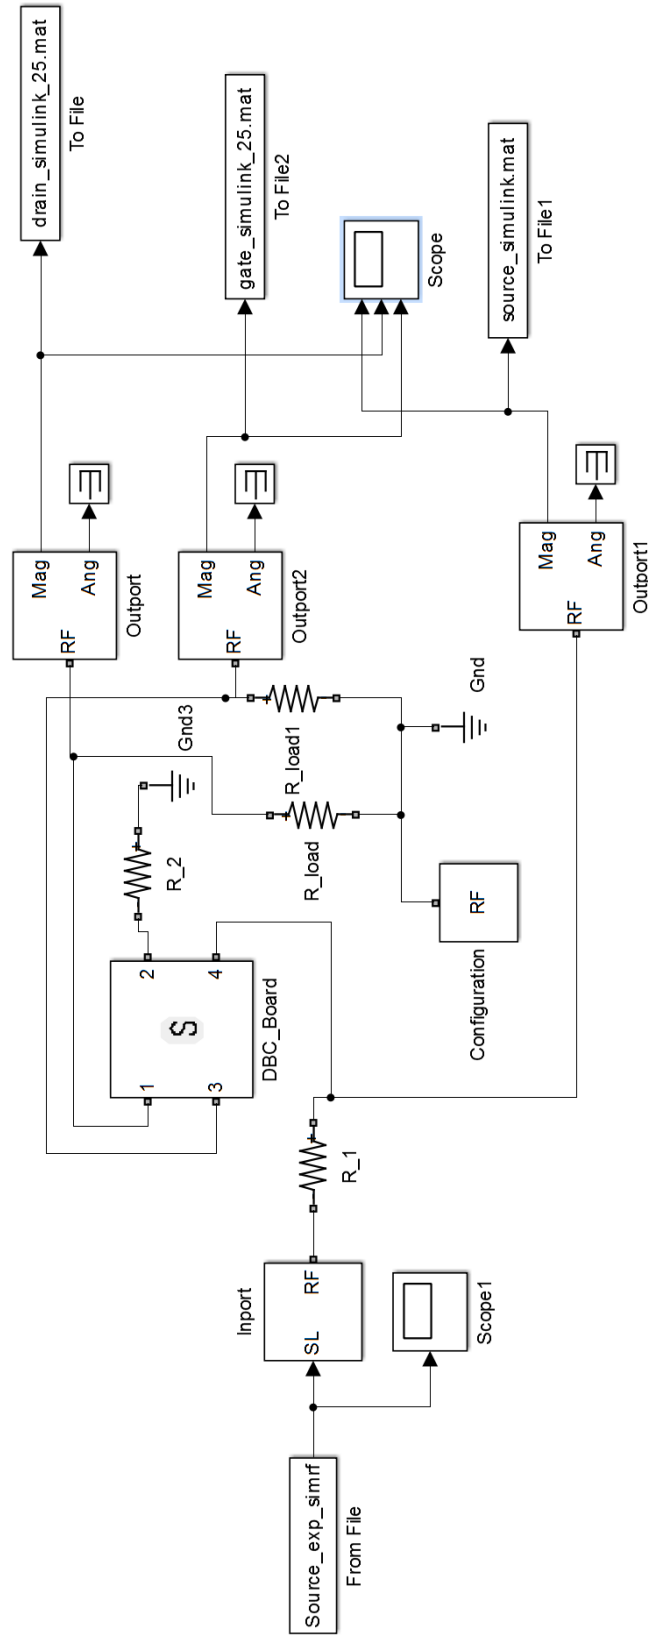 Source_exp_simrf
From File
Scope1
Inport
SL
RF
R_1
DBC_Board
S
1
3
2
4
R_2
Gnd3
Configuration
RF
R_load
R_load1
Gnd
RF
Mag
Ang
Outport
RF
Mag
Ang
Outport2
RF
Mag
Ang
Outport1
drain_simulink_25.mat
To File
gate_simulink_25.mat
To File2
Scope
source_simulink.mat
To File1